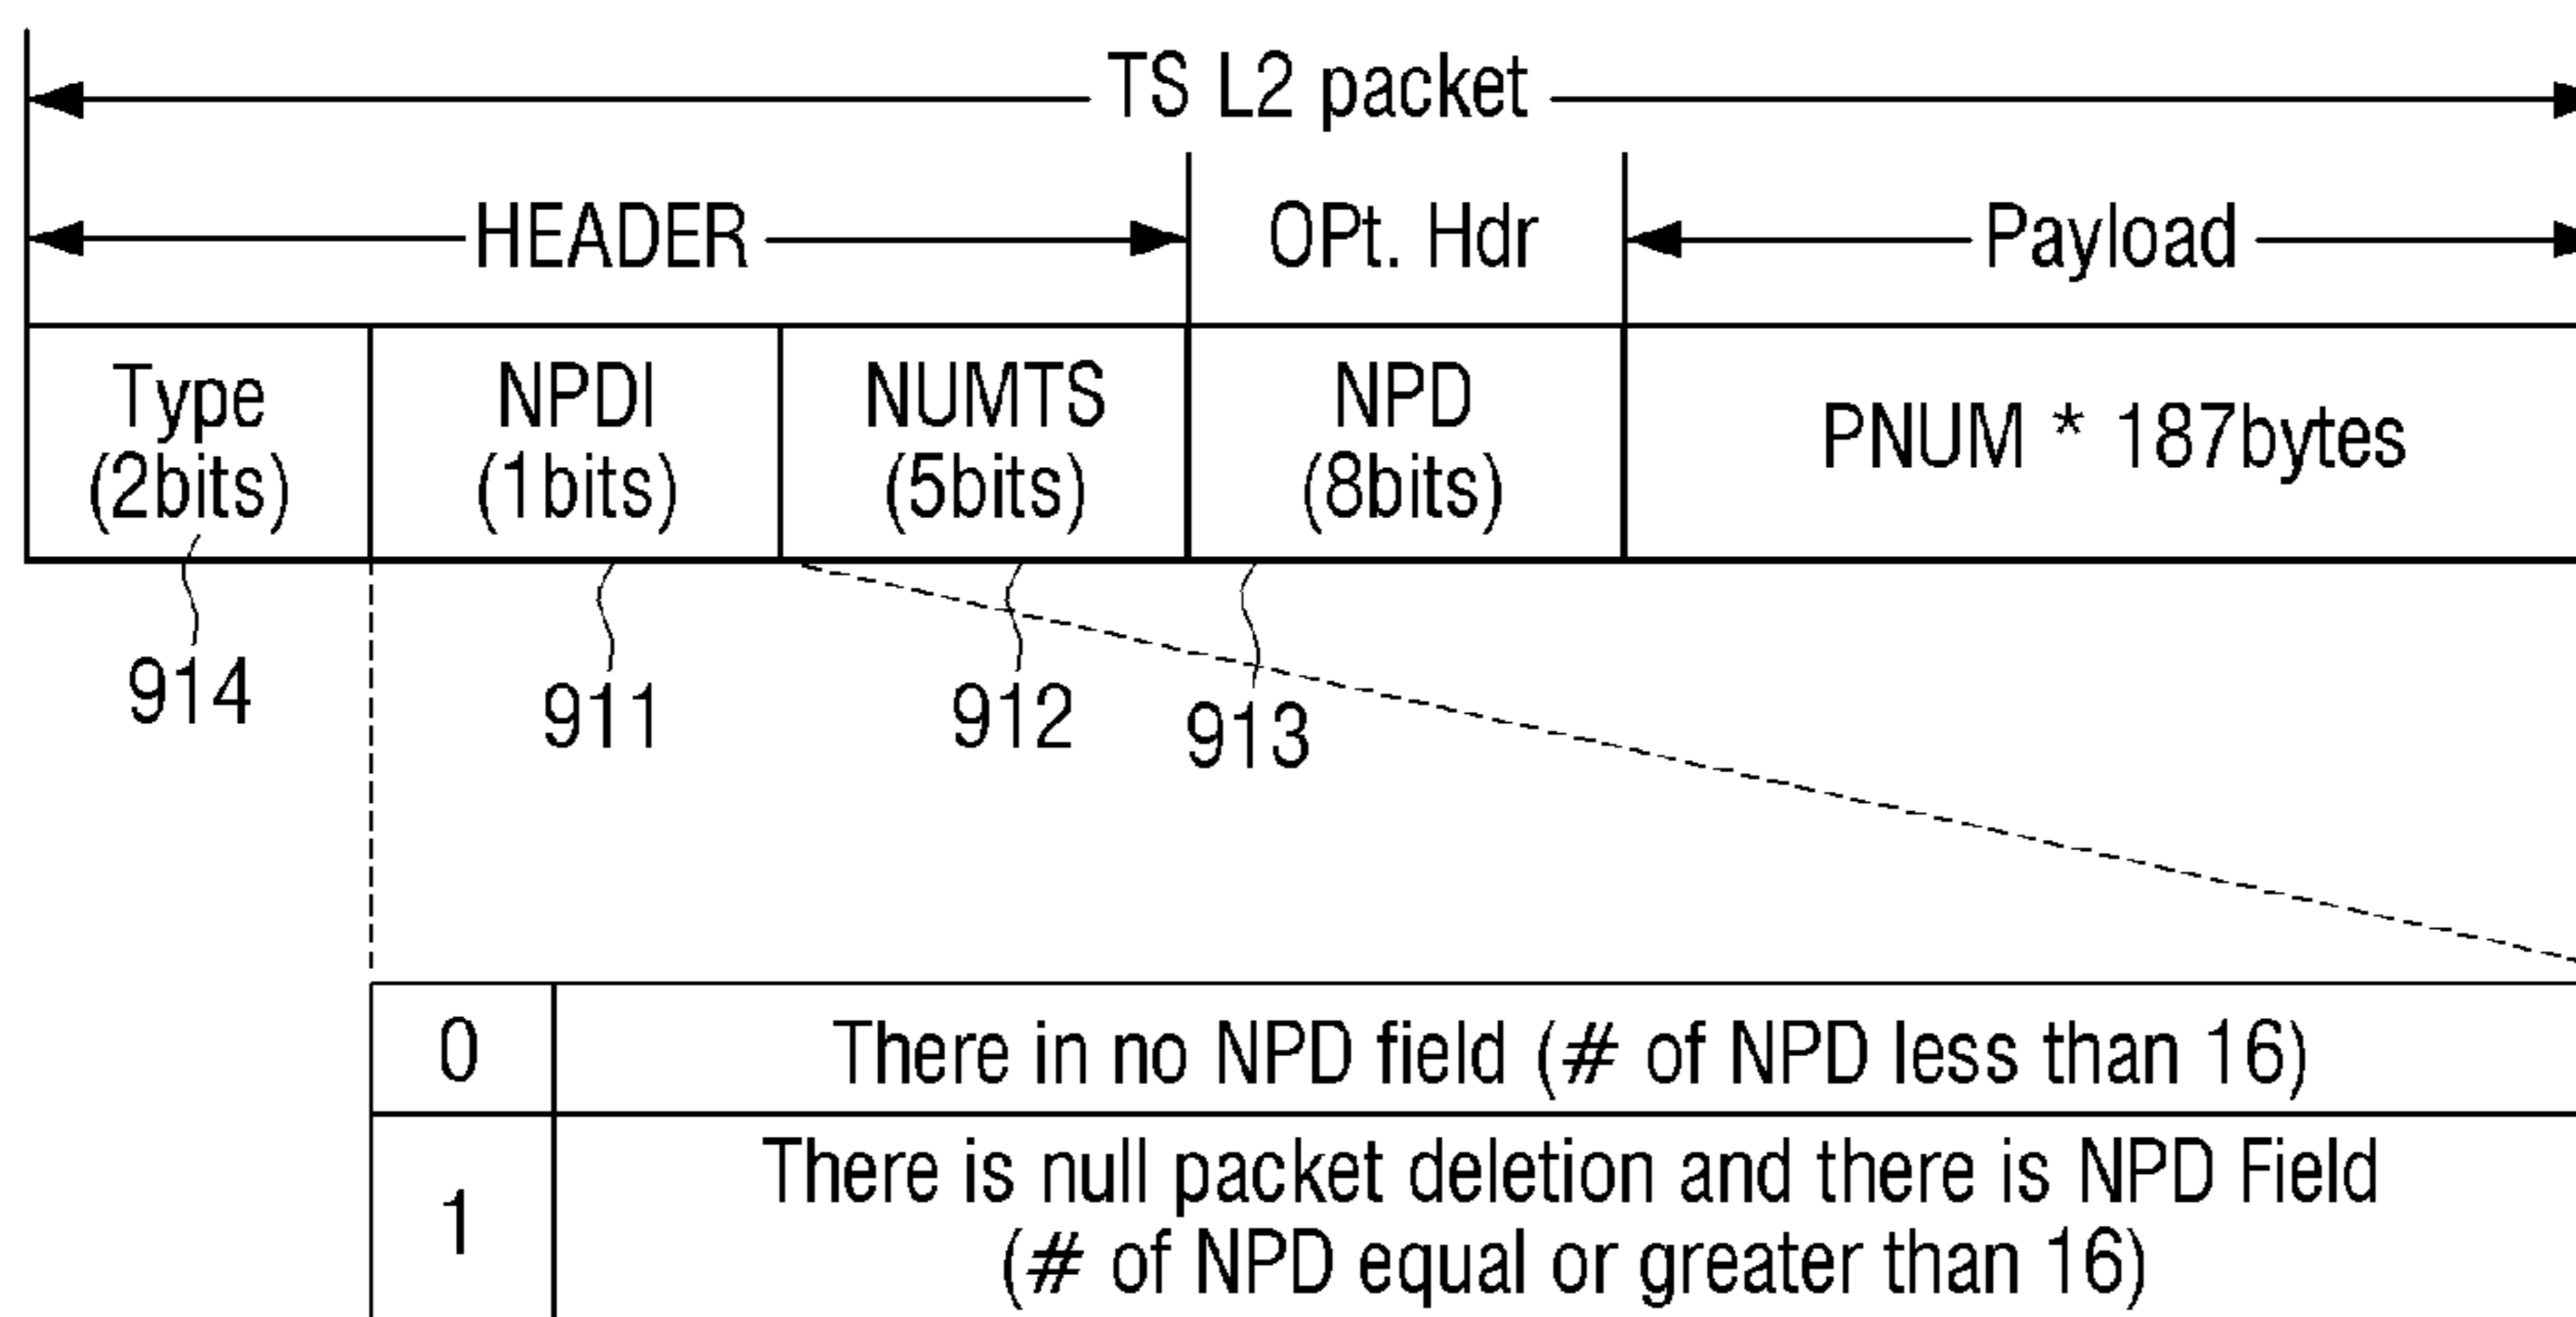 TS L2 packet
HEADER
OPt. Hdr
Payload
Type
(2bits)
NPDI
(1bits)
NUMTS
(5bits)
NPD
(8bits)
PNUM * 187bytes
914
911
912
913
0
There in no NPD field (# of NPD less than 16)
1
There is null packet deletion and there is NPD Field
(# of NPD equal or greater than 16)